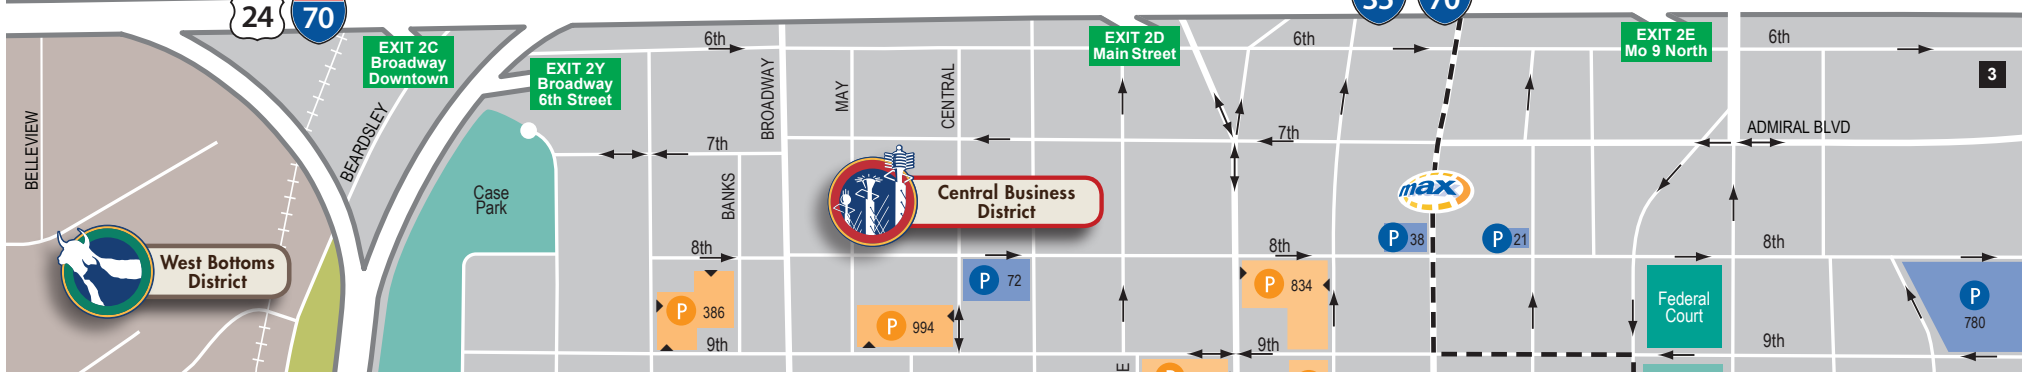 24
70
35
70
EXIT 2C
Broadway
Downtown
EXIT 2Y
Broadway
6th Street
6th
EXIT 2D
Main Street
6th
EXIT 2E
Mo 9 North
6th
3
BELLEVIEW
BEARDSLEY
BROADWAY
MAY
CENTRAL
7th
7th
ADMIRAL BLVD
Case
Park
BANKS
Central Business
District
max
P 38
P 21
West Bottoms
District
8th
8th
8th
P 72
P 834
P 386
P 994
Federal
Court
P
780
9th
9th
9th
E